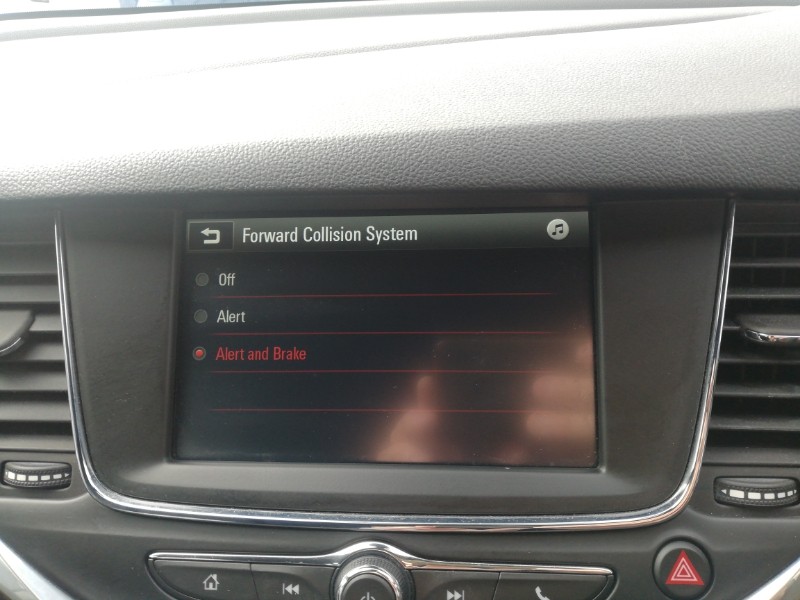 Forward Collision System
Off
Alert
Alert and Brake